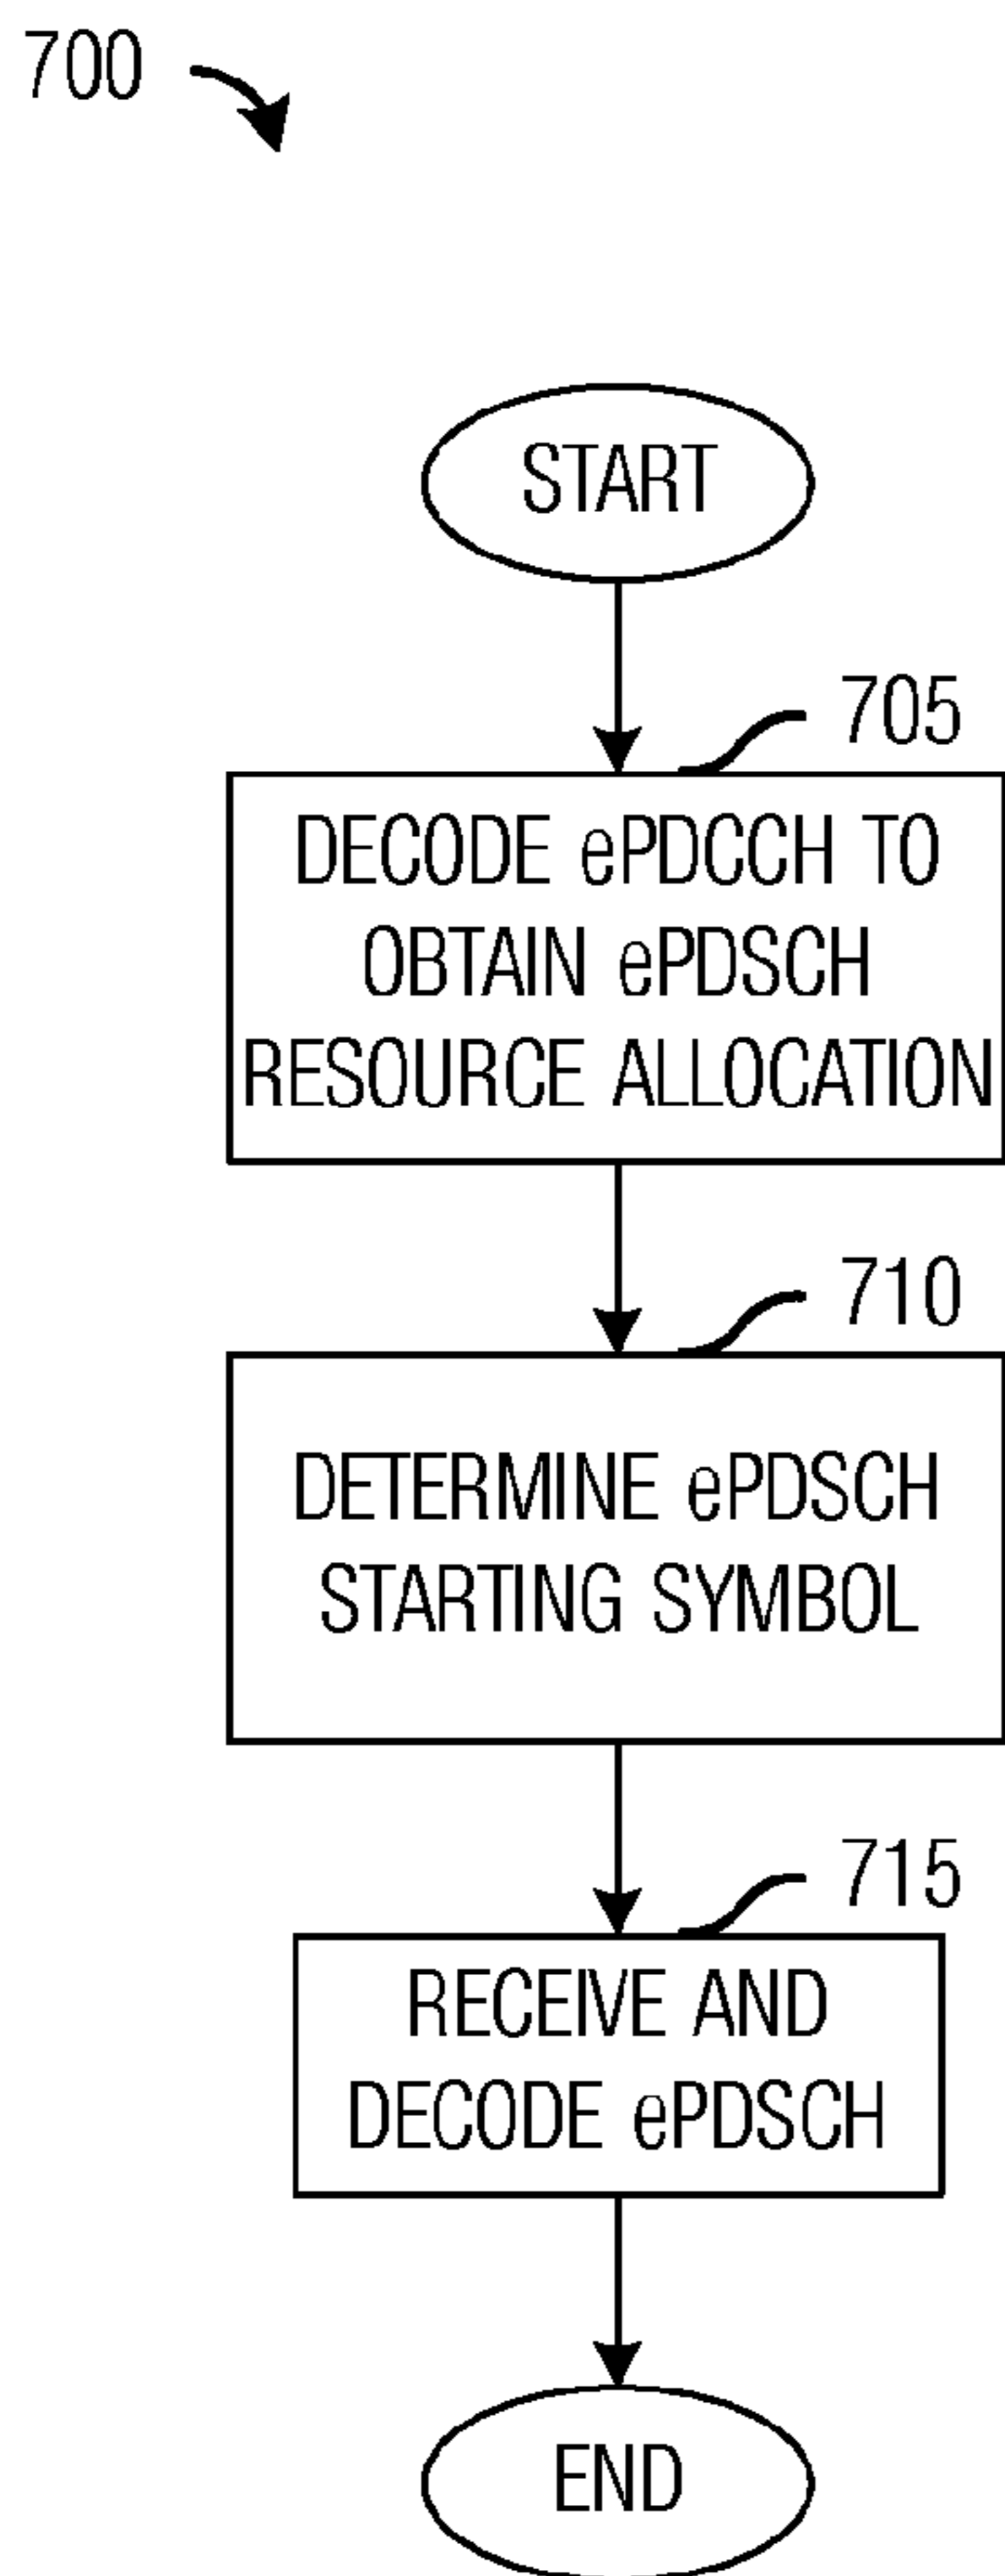 700
START
705
DECODE ePDCCH TO
OBTAIN ePDSCH
RESOURCE ALLOCATION
710
DETERMINE ePDSCH
STARTING SYMBOL
715
RECEIVE AND
DECODE ePDSCH
END